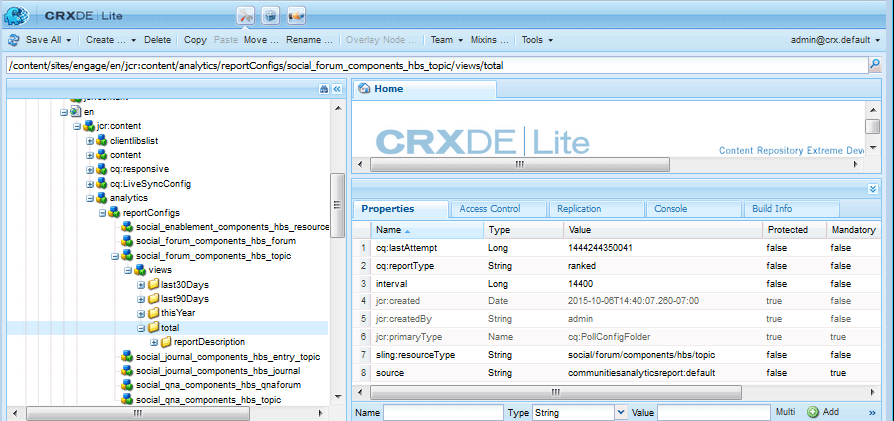 CRXDE | Lite
Save All Create ... Delete Copy Paste Move ... Rename ... Overlay Node ... Team Mixins ... Tools admin@crx.default
/content/sites/engage/en/jcr:content/analytics/reportConfigs/social_forum_components_hbs_topic/views/total
en
jcr:content
clientlibslist
content
cq:responsive
cq:LiveSyncConfig
analytics
reportConfigs
social_enablement_components_hbs_resource
social_forum_components_hbs_forum
social_forum_components_hbs_topic
views
last30Days
last90Days
thisYear
total
reportDescription
social_journal_components_hbs_entry_topic
social_journal_components_hbs_journal
social_qna_components_hbs_qnaforum
social_qna_components_hbs_topic
Home
CRXDE | Lite
Content Repository Extreme Deve
Properties Access Control Replication Console Build Info
Name Type Value Protected Mandatory
1 cq:lastAttempt Long 1444244350041 false false
2 cq:reportType String ranked false false
3 interval Long 14400 false false
4 jcr:created Date 2015-10-06T14:40:07.260-07:00 true false
5 jcr:createdBy String admin true false
6 jcr:primaryType Name cq:PollConfigFolder true true
7 sling:resourceType String social/forum/components/hbs/topic false false
8 source String communitiesanalyticsreport:default false true
Name Type String Value Multi Add »